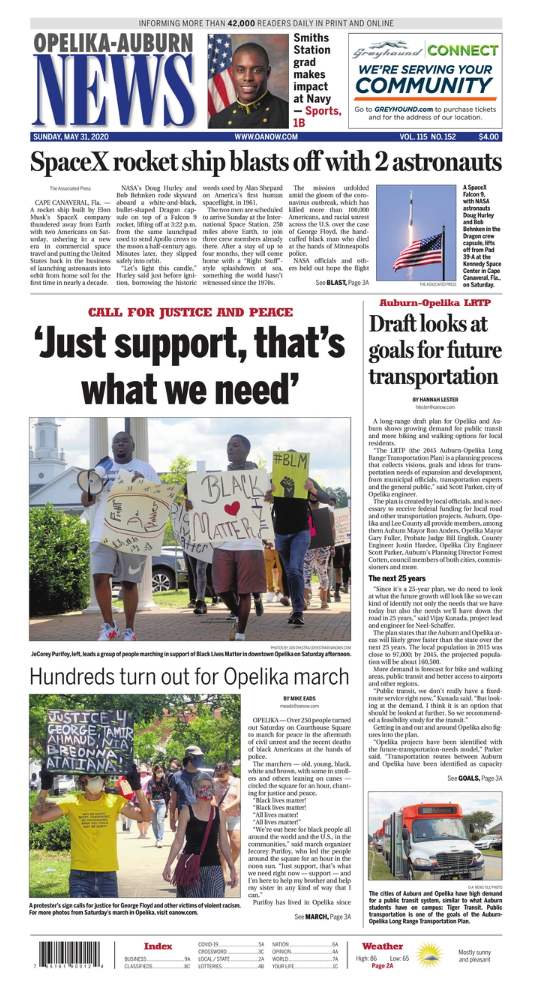 INFORMING MORE THAN 42,000 READERS DAILY IN PRINT AND ONLINE
OPELIKA-AUBURN
NEWS
Smiths
Station
grad
makes
impact
at Navy
— Sports,
1B
Greyhound | CONNECT
WE'RE SERVING YOUR
COMMUNITY
Go to GREYHOUND.com to purchase tickets
and for the address of our location.
SUNDAY, MAY 31, 2020
WWW.OANOW.COM
VOL. 115 NO. 152
$4.00
SpaceX rocket ship blasts off with 2 astronauts
The Associated Press
CAPE CANAVERAL, Fla. —
A rocket ship built by Elon
Musk's SpaceX company
thundered away from Earth
with two Americans on Sat-
urday, ushering in a new
era in commercial space
travel and putting the United
States back in the business
of launching astronauts into
orbit from home soil for the
first time in nearly a decade.
NASA's Doug Hurley and
Bob Behnken rode skyward
aboard a white-and-black,
bullet-shaped Dragon cap-
sule on top of a Falcon 9
rocket, lifting off at 3:22 p.m.
from the same launchpad
used to send Apollo crews to
the moon a half-century ago.
Minutes later, they slipped
safely into orbit.
"Let's light this candle,"
Hurley said just before igni-
tion, borrowing the historic
words used by Alan Shepard
on America's first human
spaceflight, in 1961.
The two men are scheduled
to arrive Sunday at the Inter-
national Space Station, 250
miles above Earth, to join
three crew members already
there. After a stay of up to
four months, they will come
home with a "Right Stuff"-
style splashdown at sea,
something the world hasn't
witnessed since the 1970s.
The mission unfolded
amid the gloom of the coro-
navirus outbreak, which has
killed more than 100,000
Americans, and racial unrest
across the U.S. over the case
of George Floyd, the hand-
cuffed black man who died
at the hands of Minneapolis
police.
NASA officials and oth-
ers held out hope the flight
See BLAST, Page 3A
THE ASSOCIATED PRESS
A SpaceX
Falcon 9,
with NASA
astronauts
Doug Hurley
and Bob
Behnken in the
Dragon crew
capsule, lifts
off from Pad
39-A at the
Kennedy Space
Center in Cape
Canaveral, Fla.,
on Saturday.
CALL FOR JUSTICE AND PEACE
'Just support, that's
what we need'
#BLM
JeCorey Purifoy, left, leads a group of people marching in support of Black Lives Matter in downtown Opelika on Saturday afternoon.
Hundreds turn out for Opelika march
JUSTICE 4
GEORGE, JAMIL
AHMAUD,
BREONNA
INDIANA
A protester's sign calls for justice for George Floyd and other victims of violent racism.
For more photos from Saturday's march in Opelika, visit oanow.com.
BY MIKE EADS
meads@oanow.com
OPELIKA — Over 250 people turned
out Saturday on Courthouse Square
to march for peace in the aftermath
of civil unrest and the recent deaths
of black Americans at the hands of
police.
The marchers — old, young, black,
white and brown, with some in stroll-
ers and others leaning on canes —
circled the square for an hour, chant-
ing for justice and peace.
"Black lives matter!
"Black lives matter!
"All lives matter!
"All lives matter!"
"We're out here for black people all
around the world and the U.S., in the
communities," said march organizer
Jecorey Purifoy, who led the people
around the square for an hour in the
noon sun. "Just support, that's what
we need right now — support — and
I'm here to help my brother and help
my sister in any kind of way that I
can."
Purifoy has lived in Opelika since
See MARCH, Page 3A
Auburn-Opelika LRTP
Draft looks at
goals for future
transportation
BY HANNAH LESTER
hlester@oanow.com
A long-range draft plan for Opelika and Au-
burn shows growing demand for public transit
and more biking and walking options for local
residents.
"The LRTP (the 2045 Auburn-Opelika Long
Range Transportation Plan) is a planning process
that collects visions, goals and ideas for trans-
portation needs of expansion and development,
from municipal officials, transportation experts
and the general public," said Scott Parker, city of
Opelika engineer.
The plan is created by local officials, and is nec-
essary to receive federal funding for local road
and other transportation projects. Auburn, Ope-
lika and Lee County all provide members, among
them Auburn Mayor Ron Anders, Opelika Mayor
Gary Fuller, Probate Judge Bill English, County
Engineer Justin Hardee, Opelika City Engineer
Scott Parker, Auburn's Planning Director Forrest
Cotten, council members of both cities, commis-
sioners and more.
The next 25 years
"Since it's a 25-year plan, we do need to look
at what the future growth will look like so we can
kind of identify not only the needs that we have
today but also the needs we'll have down the
road in 25 years," said Vijay Kunada, project lead
and engineer for Neel-Schaffer.
The plan states that the Auburn and Opelika ar-
eas will likely grow faster than the state over the
next 25 years. The local population in 2015 was
close to 97,000; by 2045, the projected popula-
tion will be about 160,500.
More demand is forecast for bike and walking
areas, public transit and better access to airports
and other regions.
"Public transit, we don't really have a fixed-
route service right now," Kunada said. "But look-
ing at the demand, I think it is an option that
should be looked at further. So we recommend-
ed a feasibility study for the transit."
Getting in and out and around Opelika also fig-
ures into the plan.
"Opelika projects have been identified with
the future-transportation-needs model," Parker
said. "Transportation routes between Auburn
and Opelika have been identified as capacity
See GOALS, Page 3A
O-A NEWS FILE PHOTO
The cities of Auburn and Opelika have high demand
for a public transit system, similar to what Auburn
students have on campus: Tiger Transit. Public
transportation is one of the goals of the Auburn-
Opelika Long Range Transportation Plan.
Index
BUSINESS 9A
CLASSIFIEDS 8C
COVID-19 5A
CROSSWORD 3C
LOCAL / STATE 2A
LOTTERIES 4B
NATION 6A
OPINION 4A
WORLD 7A
YOUR LIFE 1C
Weather
High: 86 Low: 65
Page 2A
Mostly sunny
and pleasant